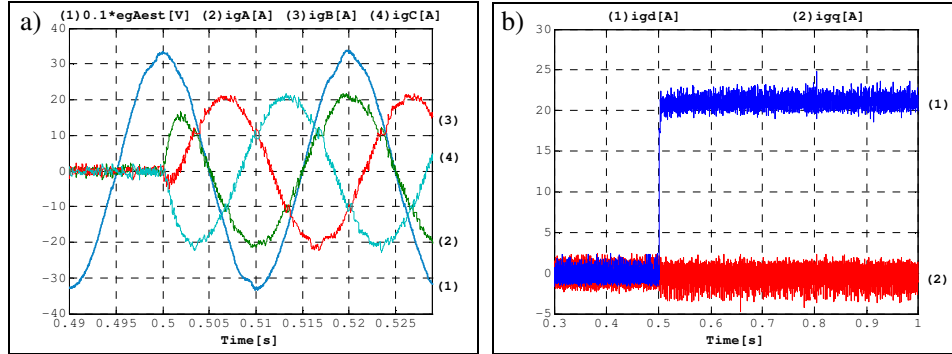 a)
(1)0.1*egAest[V] (2)igA[A] (3)igB[A] (4)igC[A]
40
30
20
10
0
-10
-20
-30
-40
(3)
(4)
(2)
(1)
0.49 0.495 0.5 0.505 0.51 0.515 0.52 0.525
Time[s]
b)
(1)igd[A] (2)igq[A]
30
25
20
15
10
5
0
-5
(1)
(2)
0.3 0.4 0.5 0.6 0.7 0.8 0.9 1
Time[s]